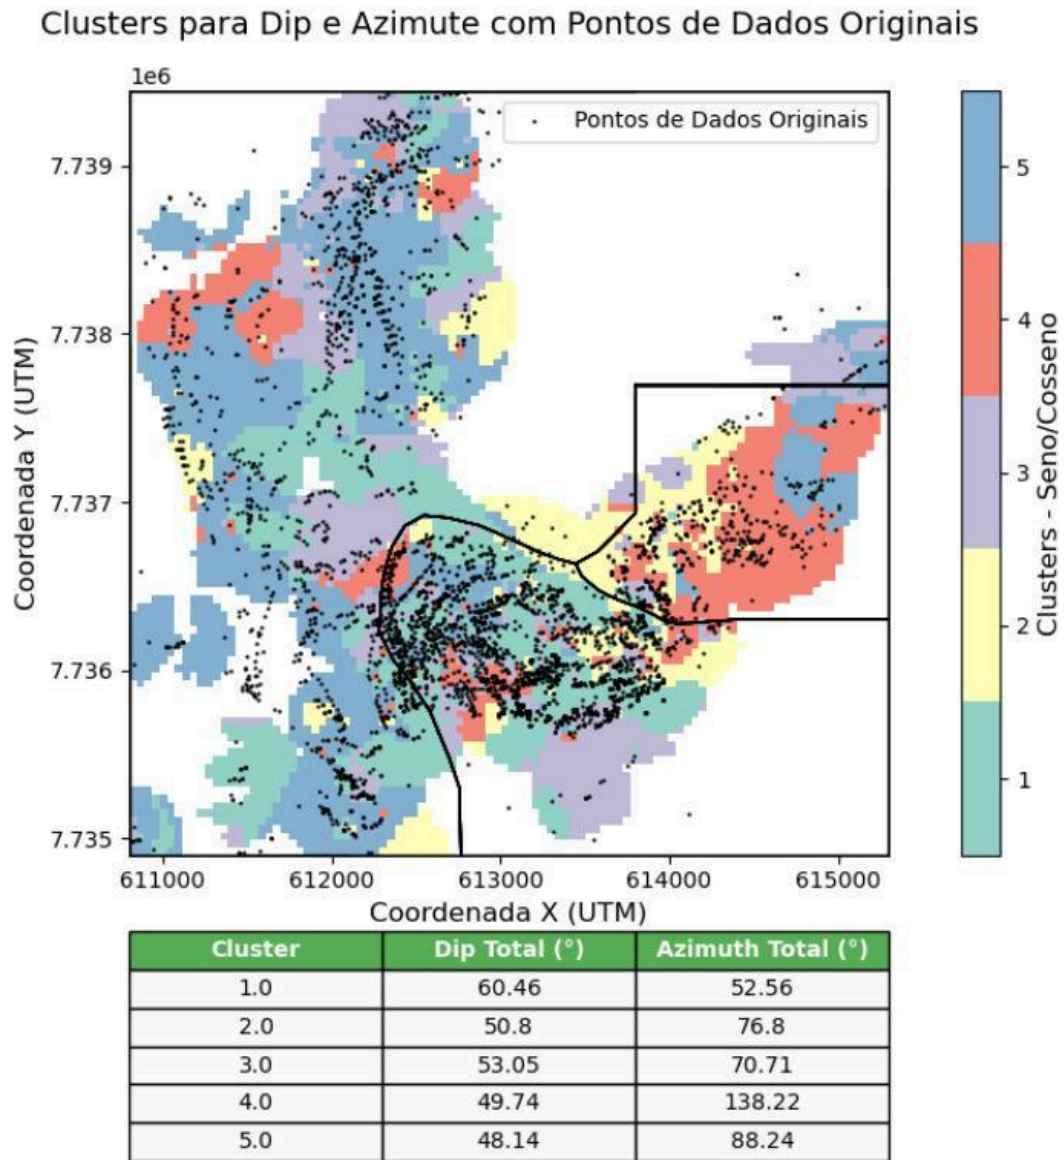 Clusters para Dip e Azimute com Pontos de Dados Originais
1e6
Pontos de Dados Originais
7.739
7.738
7.737
7.736
7.735
Coordenada Y (UTM)
611000 612000 613000 614000 615000
Coordenada X (UTM)
5
4
3
2
1
Clusters - Seno/Cosseno
Cluster Dip Total (°) Azimuth Total (°)
1.0 60.46 52.56
2.0 50.8 76.8
3.0 53.05 70.71
4.0 49.74 138.22
5.0 48.14 88.24